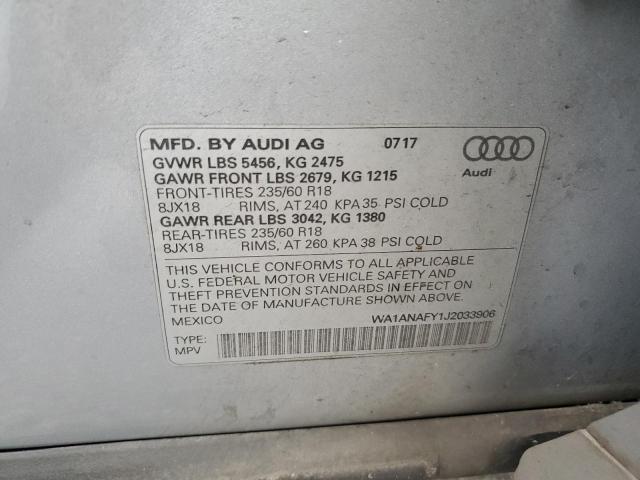 MFD. BY AUDI AG 0717
GVWR LBS 5456, KG 2475
GAWR FRONT LBS 2679, KG 1215
FRONT-TIRES 235/60 R18
8JX18 RIMS, AT 240 KPA 35 PSI COLD
GAWR REAR LBS 3042, KG 1380
REAR-TIRES 235/60 R18
8JX18 RIMS, AT 260 KPA 38 PSI COLD
Audi
THIS VEHICLE CONFORMS TO ALL APPLICABLE
U.S. FEDERAL MOTOR VEHICLE SAFETY AND
THEFT PREVENTION STANDARDS IN EFFECT ON
THE DATE OF MANUFACTURE SHOWN ABOVE.
MEXICO WA1ANAFY1J2033906
TYPE:
MPV